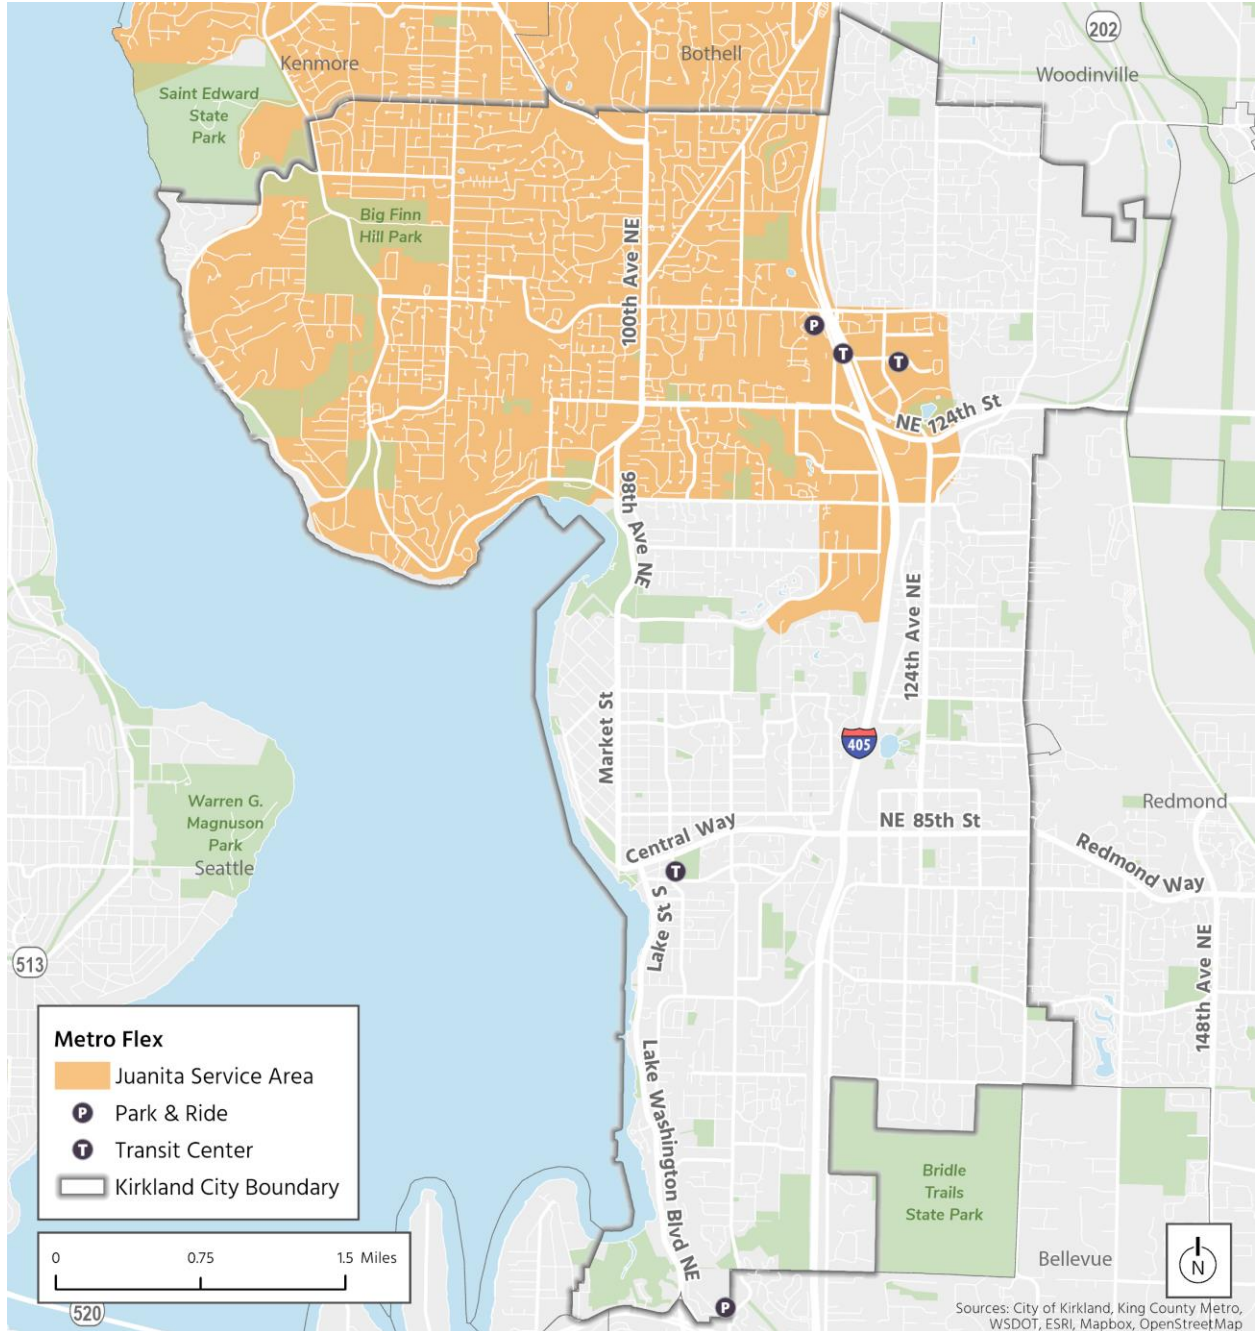 202
Bothell
Kenmore
Woodinville
Saint Edward
State
Park
Big Finn
Hill Park
100th Ave NE
P
T
T
NE 124th St
98th Ave NE
124th Ave NE
Market St
405
Warren G.
Magnuson
Park
Seattle
Redmond
NE 85th St
Central Way
Redmond Way
T
Lake St S
513
148th Ave NE
Lake Washington Blvd NE
Bridle
Trails
State Park
Bellevue
P
Metro Flex
Juanita Service Area
P Park & Ride
T Transit Center
Kirkland City Boundary
0 0.75 1.5 Miles
520
N
Sources: City of Kirkland, King County Metro,
WSDOT, ESRI, Mapbox, OpenStreetMap